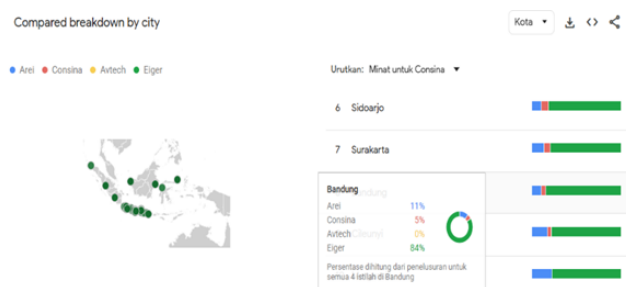 Compared breakdown by city
Kota
Arei Consina Avtech Eiger
Urutkan: Minat untuk Consina
6 Sidoarjo
7 Surakarta
Bandung
Arei 11%
Consina 5%
Avtech 0%
Eiger 84%
Persentase dihitung dari penelusuran untuk
semua 4 istilah di Bandung